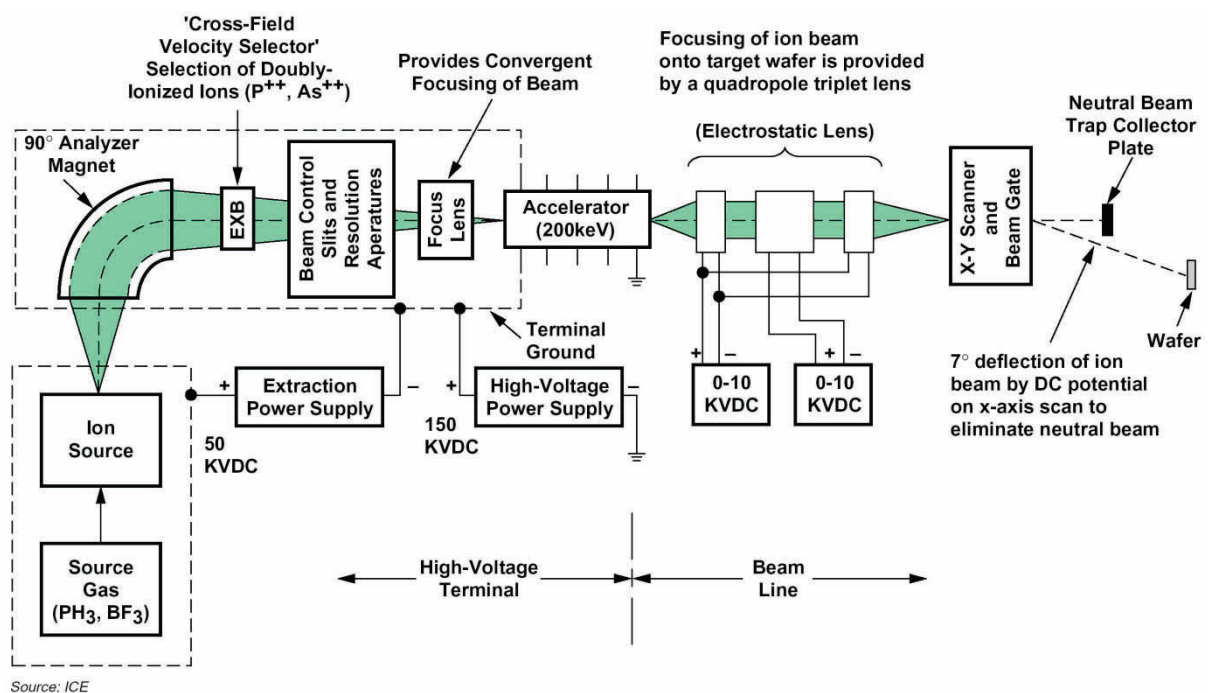 'Cross-Field
Velocity Selector'
Selection of Doubly-
Ionized Ions (P++, As++)
Provides Convergent
Focusing of Beam
Focusing of ion beam
onto target wafer is provided
by a quadropole triplet lens
(Electrostatic Lens)
Neutral Beam
Trap Collector
Plate
90° Analyzer
Magnet
EXB
Beam Control
Slits and
Resolution
Aperatures
Focus
Lens
Accelerator
(200keV)
X-Y Scanner
and
Beam Gate
Wafer
Terminal
Ground
7° deflection of ion
beam by DC potential
on x-axis scan to
eliminate neutral beam
Ion
Source
+
Extraction
Power Supply
–
50
KVDC
+
High-Voltage
Power Supply
–
150
KVDC
+ –
0-10
KVDC
+ –
0-10
KVDC
Source
Gas
(PH3, BF3)
High-Voltage
Terminal
Beam
Line
Source: ICE